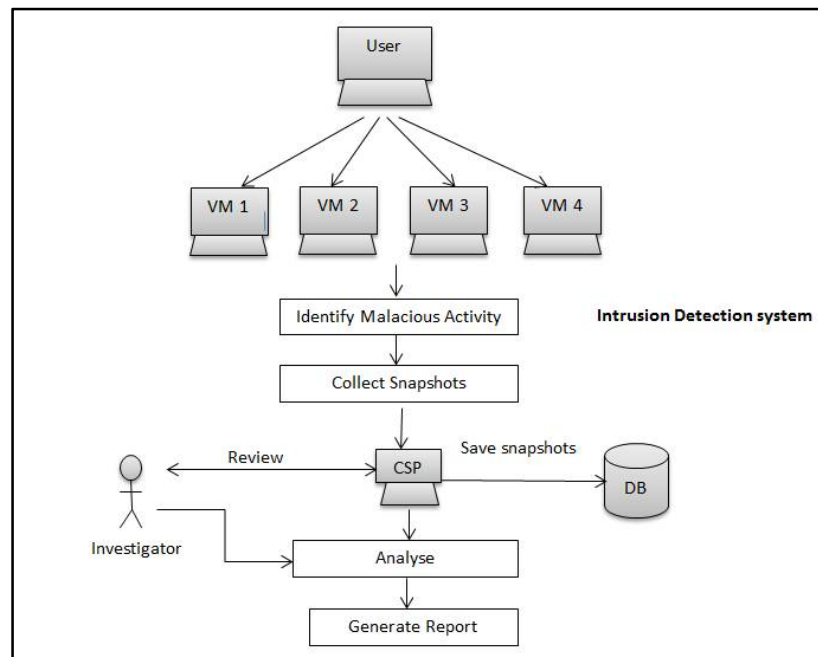 User
VM 1
VM 2
VM 3
VM 4
Identify Malacious Activity
Intrusion Detection system
Collect Snapshots
Review
CSP
Save snapshots
DB
Investigator
Analyse
Generate Report